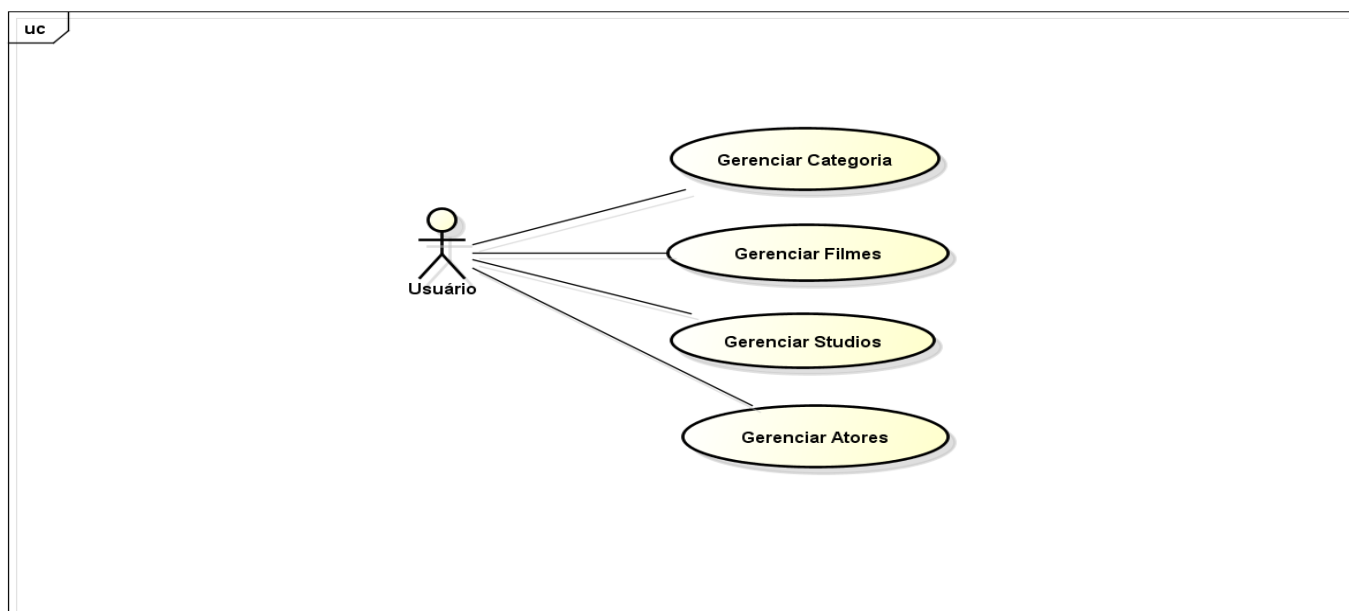 uc
Gerenciar Categoria
Gerenciar Filmes
Usuário
Gerenciar Studios
Gerenciar Atores